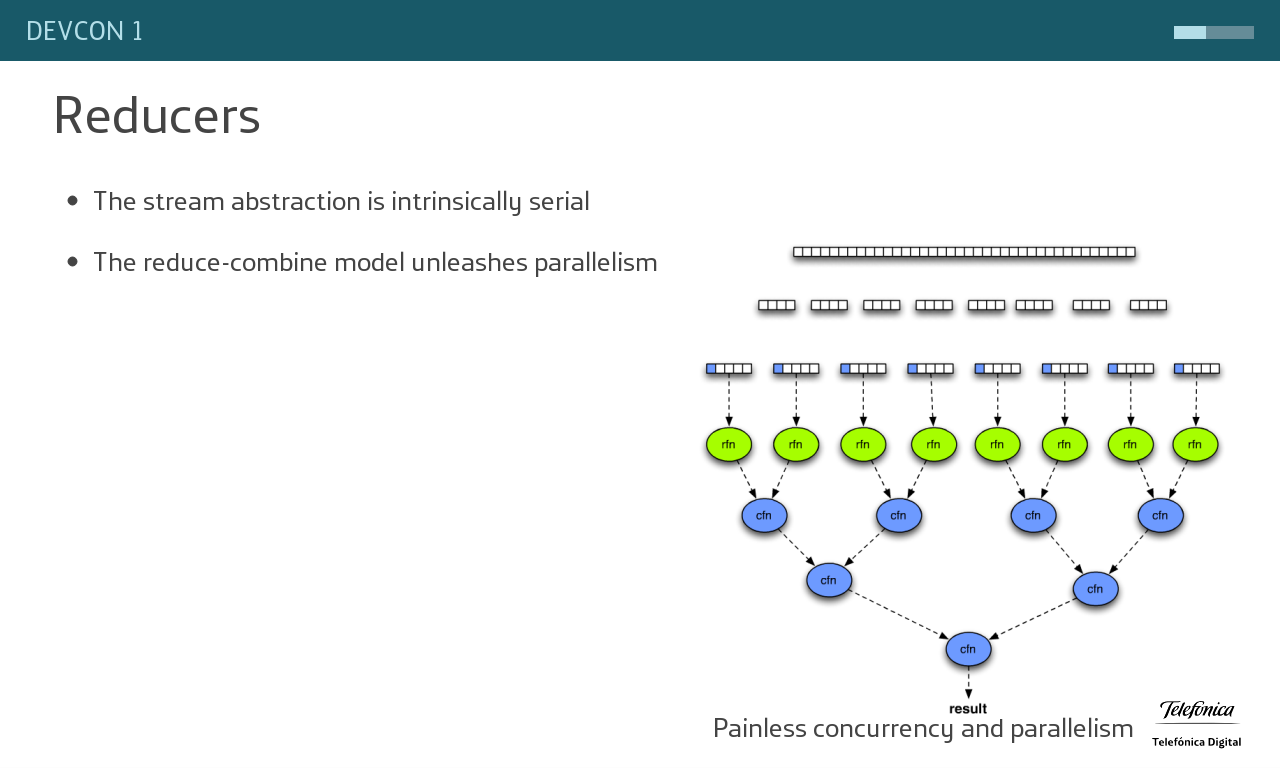 DEVCON 1
Reducers
The stream abstraction is intrinsically serial
The reduce-combine model unleashes parallelism
rfn rfn rfn rfn rfn rfn rfn rfn
cfn cfn cfn cfn
cfn cfn
cfn
result
Painless concurrency and parallelism
Telefónica
Telefónica Digital